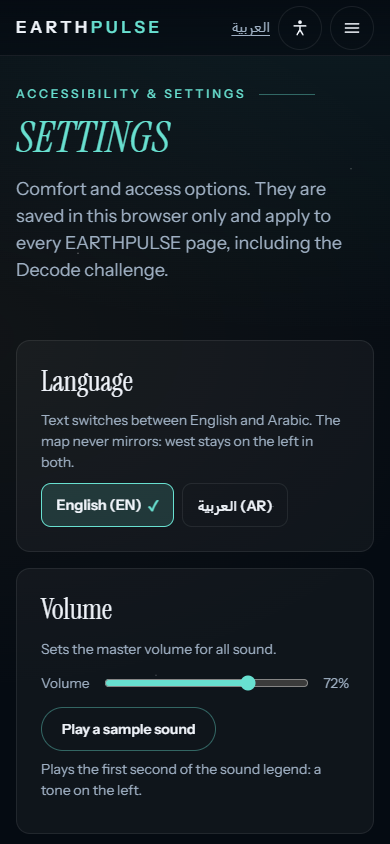 EARTHPULSE العربية
ACCESSIBILITY & SETTINGS
SETTINGS
Comfort and access options. They are
saved in this browser only and apply to
every EARTHPULSE page, including the
Decode challenge.
Language
Text switches between English and Arabic. The
map never mirrors: west stays on the left in
both.
English (EN) ✓ العربية (AR)
Volume
Sets the master volume for all sound.
Volume 72%
Play a sample sound
Plays the first second of the sound legend: a
tone on the left.